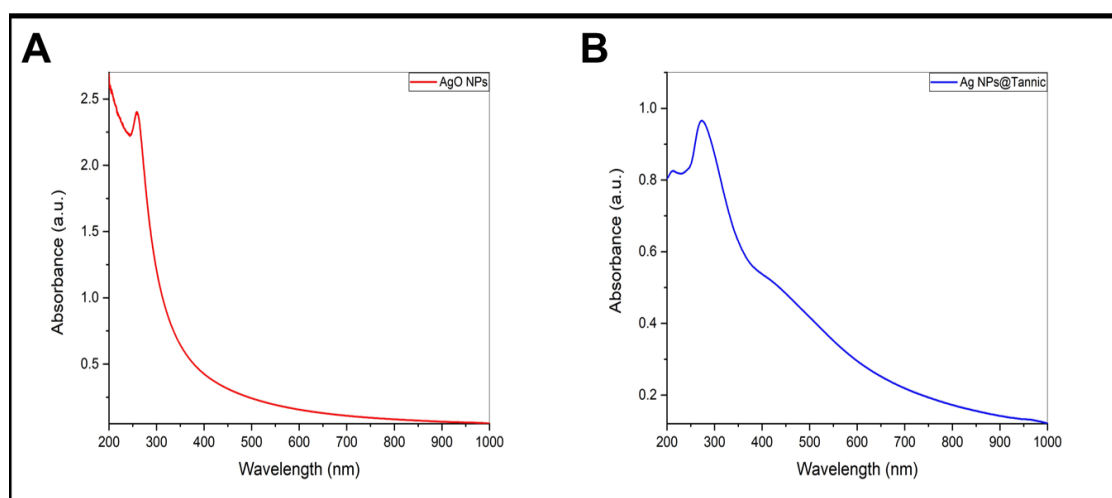 A
AgO NPs
2.5
2.0
1.5
1.0
0.5
Absorbance (a.u.)
200 300 400 500 600 700 800 900 1000
Wavelength (nm)
B
Ag NPs@Tannic
1.0
0.8
0.6
0.4
0.2
Absorbance (a.u.)
200 300 400 500 600 700 800 900 1000
Wavelength (nm)